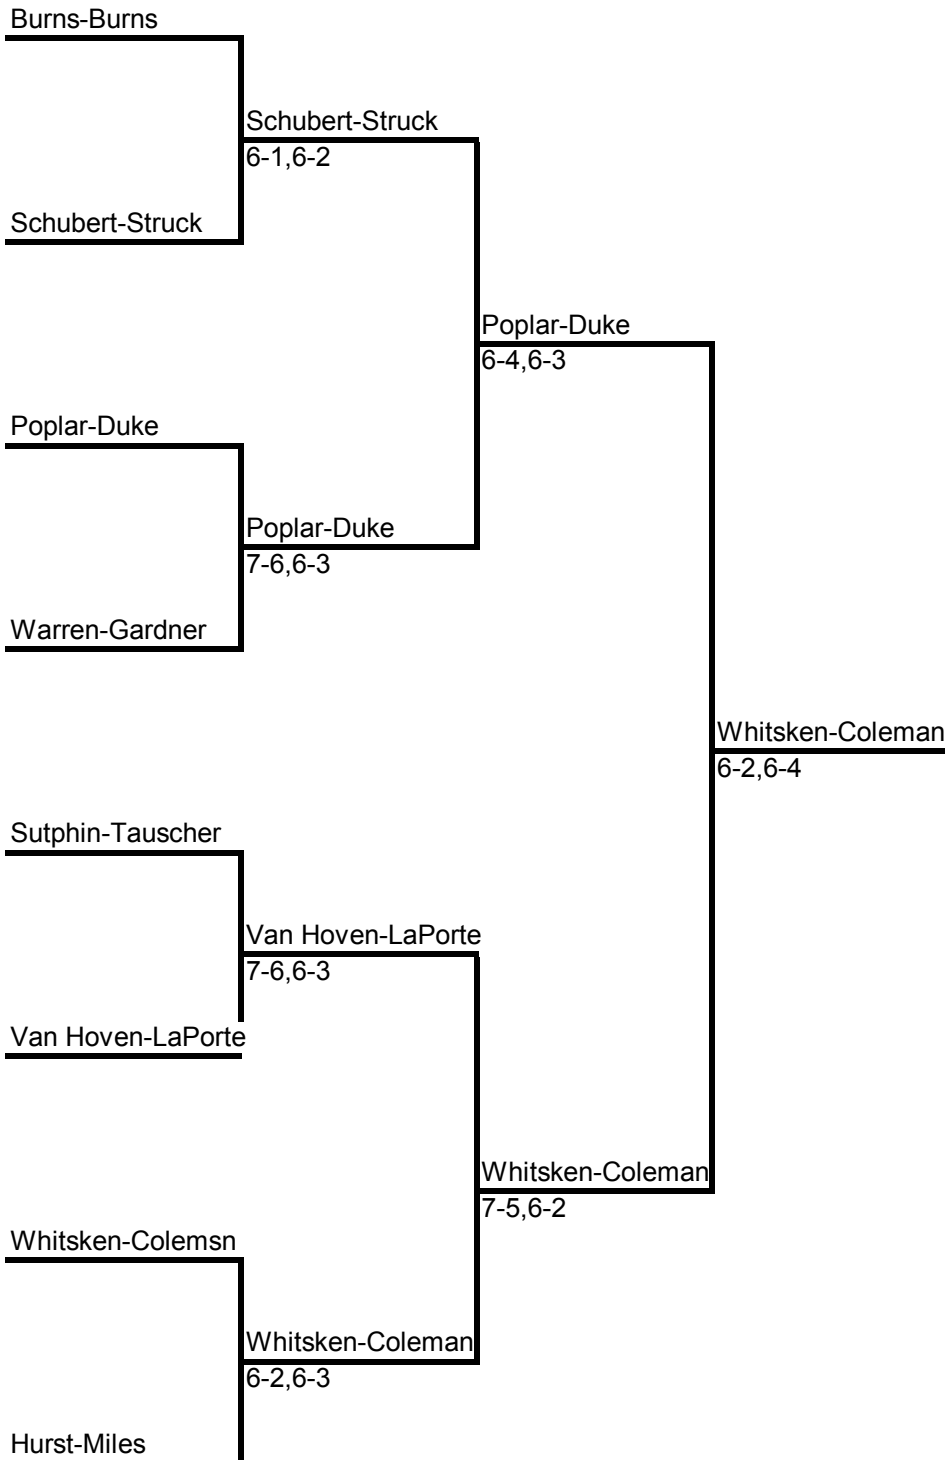 Burns-Burns
Schubert-Struck
6-1,6-2
Schubert-Struck
Poplar-Duke
6-4,6-3
Poplar-Duke
Poplar-Duke
7-6,6-3
Warren-Gardner
Whitsken-Coleman
6-2,6-4
Sutphin-Tauscher
Van Hoven-LaPorte
7-6,6-3
Van Hoven-LaPorte
Whitsken-Coleman
7-5,6-2
Whitsken-Colemsn
Whitsken-Coleman
6-2,6-3
Hurst-Miles